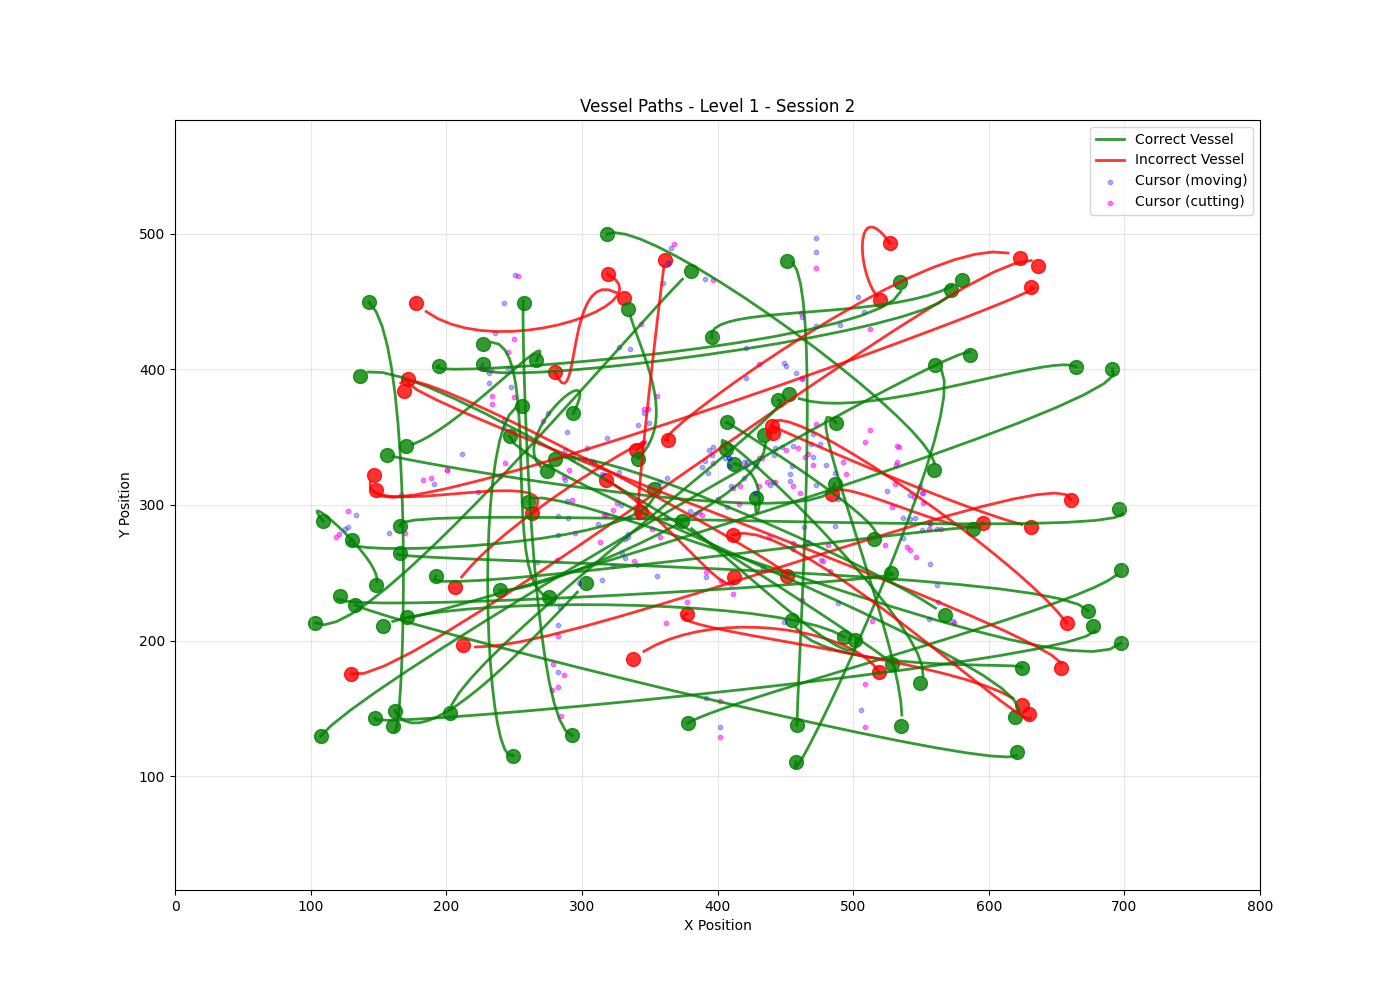 Vessel Paths - Level 1 - Session 2
Correct Vessel
Incorrect Vessel
Cursor (moving)
Cursor (cutting)
500
400
300
200
100
Y Position
0 100 200 300 400 500 600 700 800
X Position